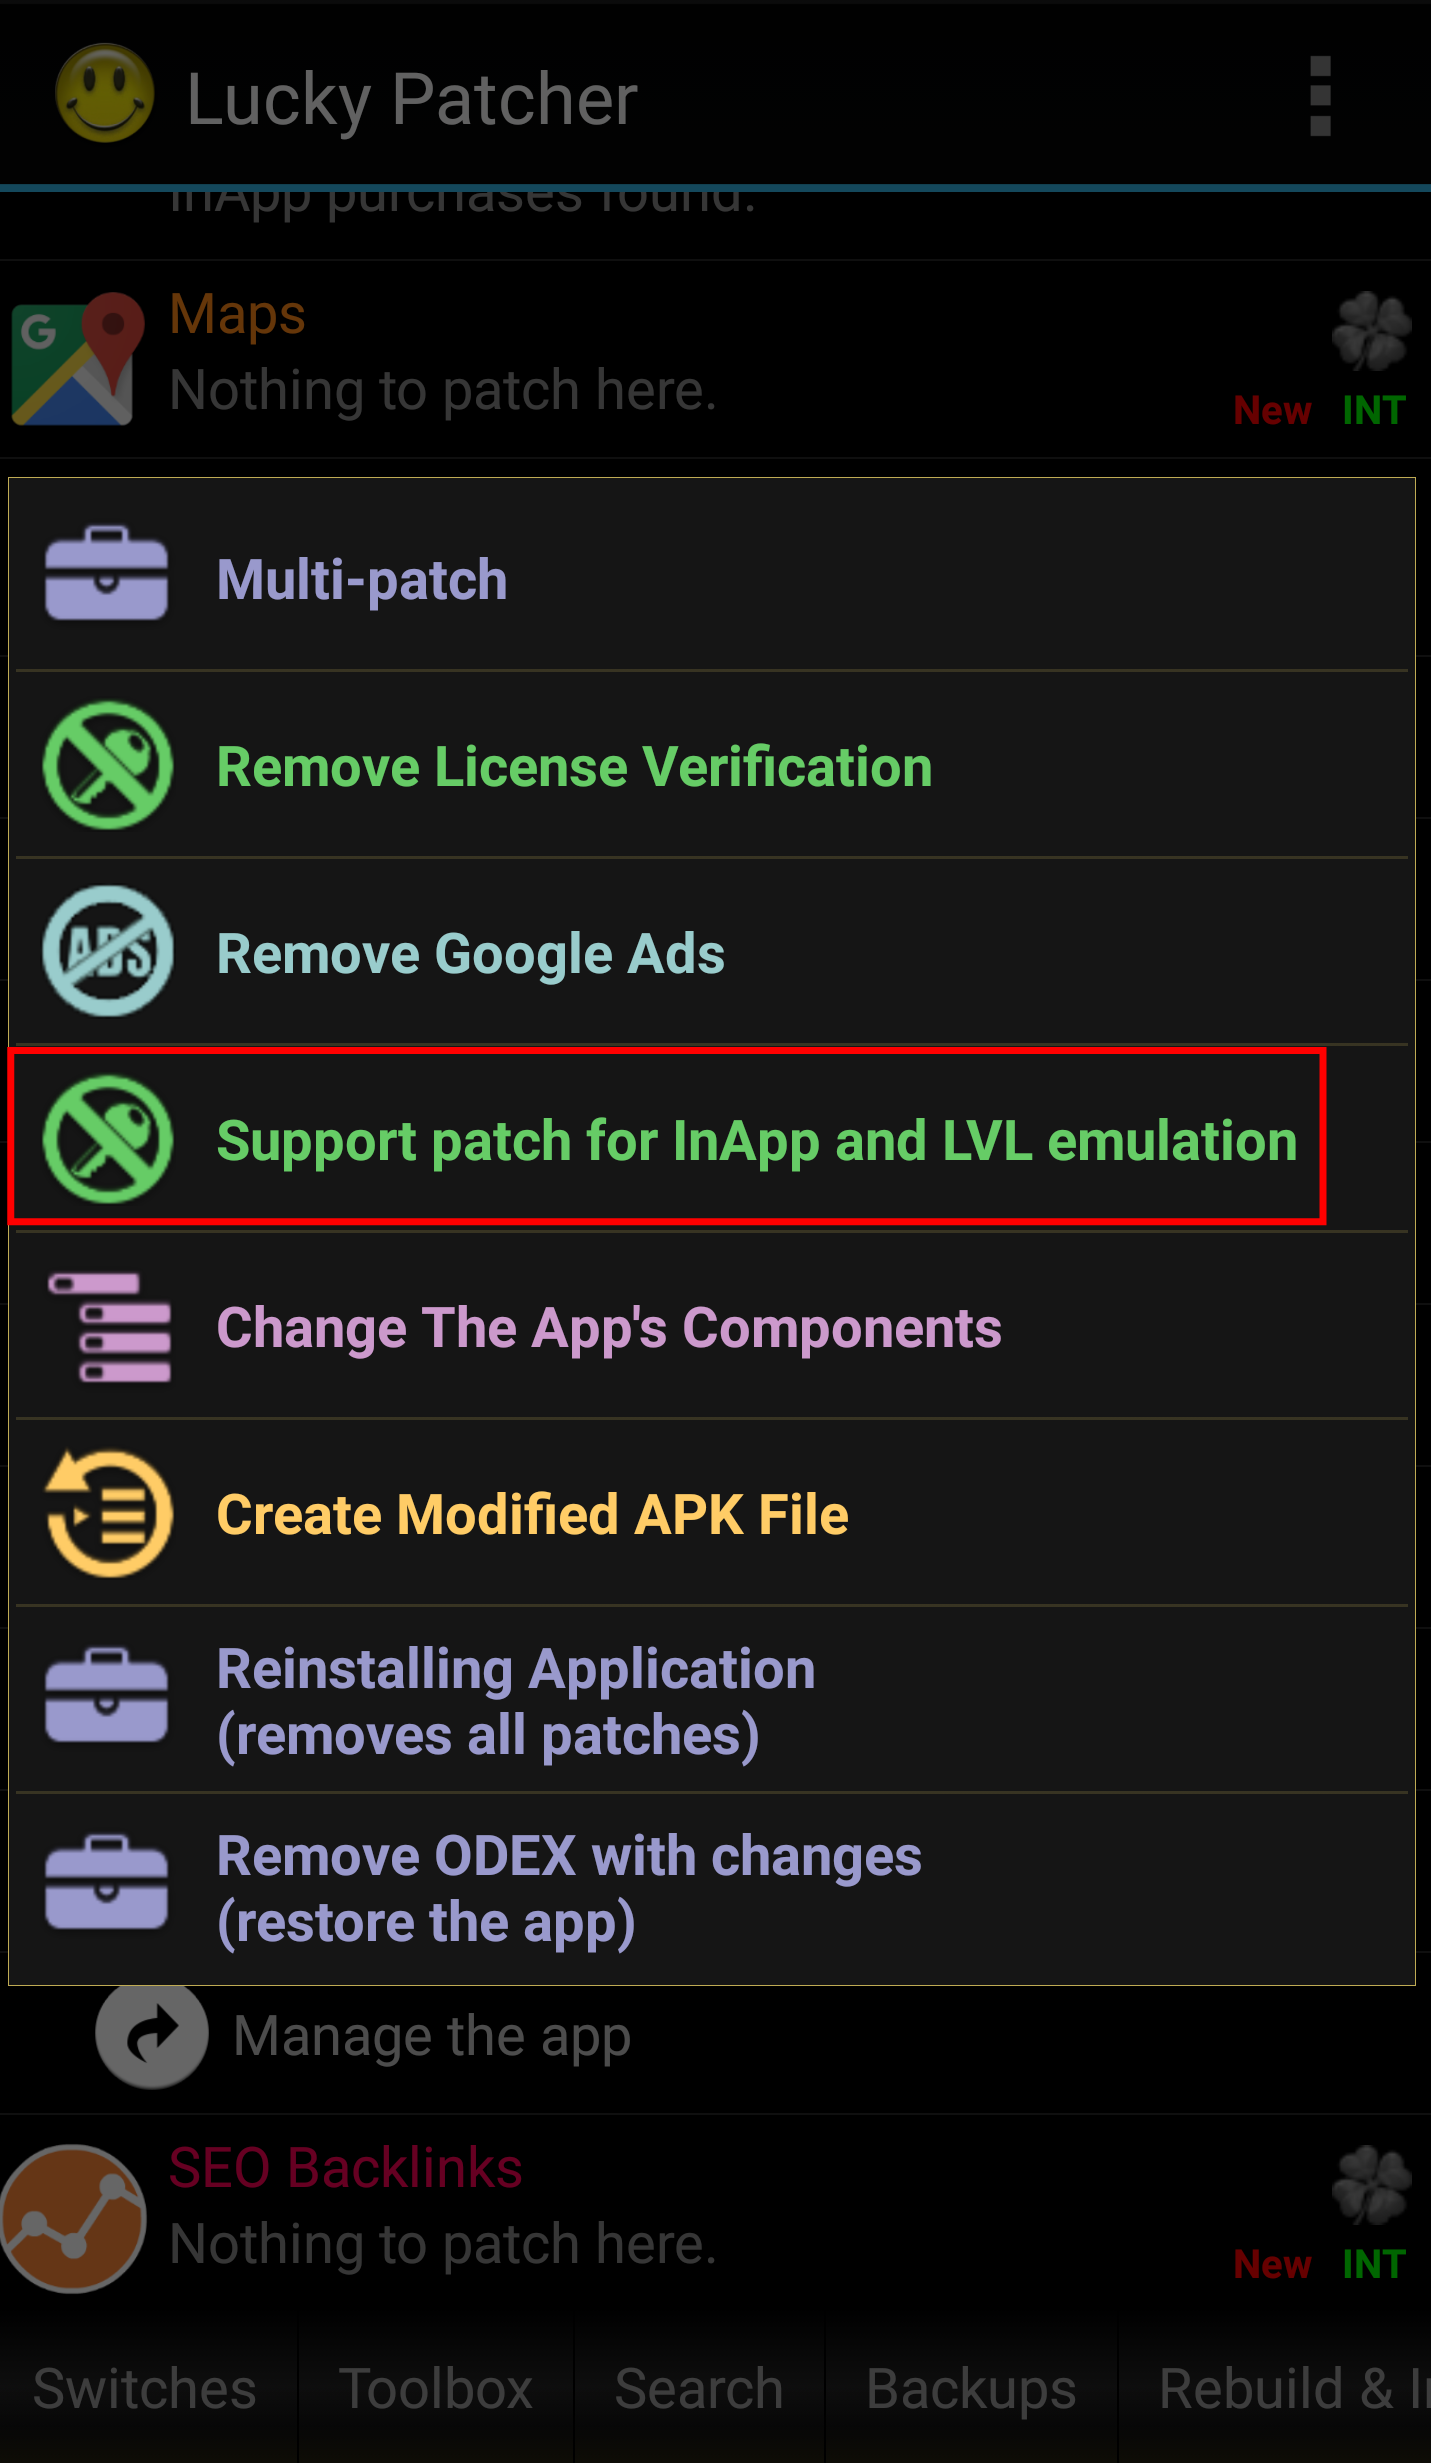 Lucky Patcher
InApp purchases found.
G
Maps
Nothing to patch here.
New INT
Multi-patch
Remove License Verification
ADS
Remove Google Ads
Support patch for InApp and LVL emulation
Change The App's Components
Create Modified APK File
Reinstalling Application
(removes all patches)
Remove ODEX with changes
(restore the app)
Manage the app
SEO Backlinks
Nothing to patch here.
New INT
Switches Toolbox Search Backups Rebuild &